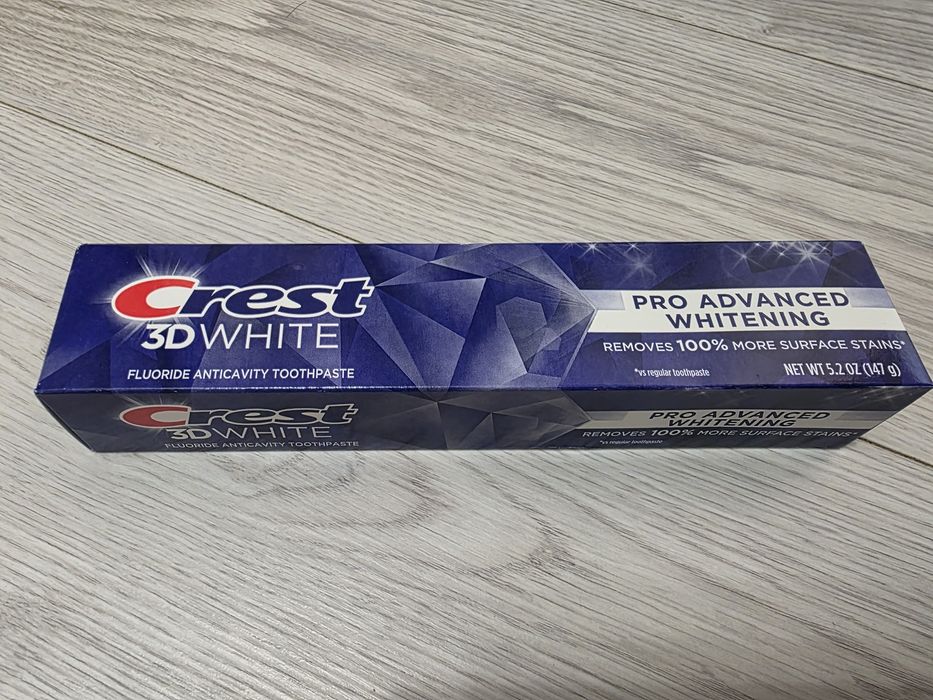 Crest
3D WHITE
FLUORIDE ANTICAVITY TOOTHPASTE
PRO ADVANCED
WHITENING
REMOVES 100% MORE SURFACE STAINS*
*vs regular toothpaste
NET WT 5.2 OZ (147 g)
Crest
3D WHITE
FLUORIDE ANTICAVITY TOOTHPASTE
PRO ADVANCED
WHITENING
REMOVES 100% MORE SURFACE STAINS*
*vs regular toothpaste